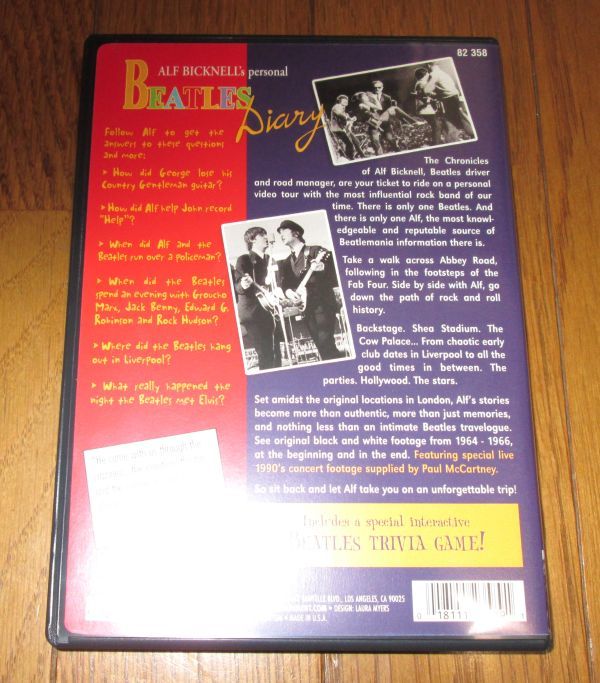 82 358
ALF BICKNELL's personal
BEATLES
Diary
Follow Alf to get the
answers to these questions
and more:
▸ How did George lose his
Country Gentleman guitar?
▸ How did Alf help John record
"Help"?
▸ When did Alf and the
Beatles run over a policeman?
▸ When did the Beatles
spend an evening with Groucho
Marx, Jack Benny, Edward G.
Robinson and Rock Hudson?
▸ Where did the Beatles hang
out in Liverpool?
▸ What really happened the
night the Beatles met Elvis?
The Chronicles
of Alf Bicknell, Beatles driver
and road manager, are your ticket to ride on a personal
video tour with the most influential rock band of our
time. There is only one Beatles. And
there is only one Alf, the most knowl-
edgeable and reputable source of
Beatlemania information there is.
Take a walk across Abbey Road,
following in the footsteps of the
Fab Four. Side by side with Alf, go
down the path of rock and roll
history.
Backstage. Shea Stadium. The
Cow Palace... From chaotic early
club dates in Liverpool to all the
good times in between. The
parties. Hollywood. The stars.
Set amidst the original locations in London, Alf's stories
become more than authentic, more than just memories,
and nothing less than an intimate Beatles travelogue.
See original black and white footage from 1964 - 1966,
at the beginning and in the end. Featuring special live
1990's concert footage supplied by Paul McCartney.
So sit back and let Alf take you on an unforgettable trip!
"He came with us through the
Includes a special interactive
BEATLES TRIVIA GAME!
BLVD., LOS ANGELES, CA 90025
.COM • DESIGN: LAURA MYERS
• MADE IN U.S.A.
0 18111